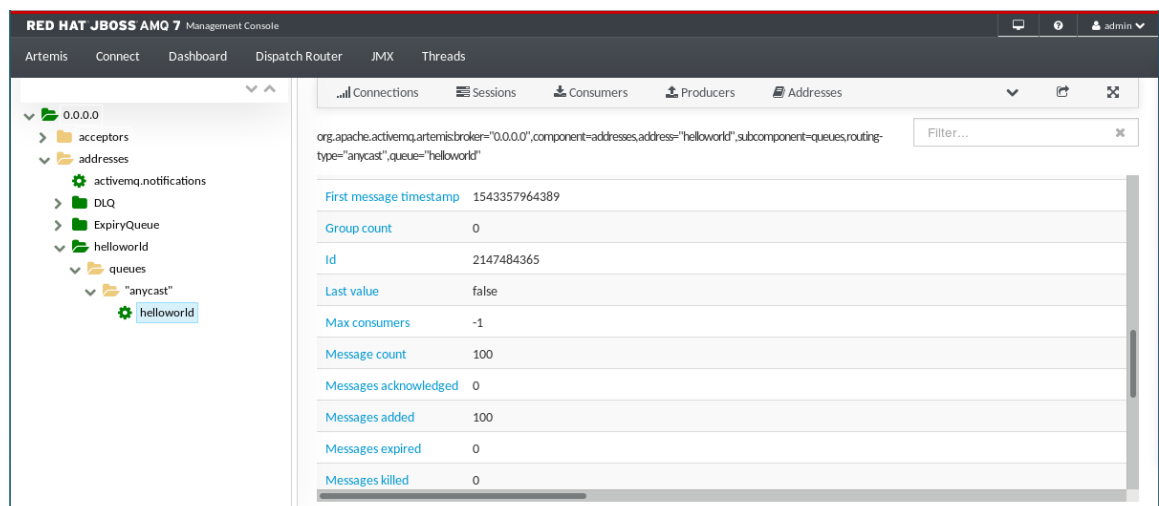 RED HAT JBOSS AMQ 7 Management Console
admin
Artemis Connect Dashboard Dispatch Router JMX Threads
Connections Sessions Consumers Producers Addresses
0.0.0.0
acceptors
addresses
activemq.notifications
DLQ
ExpiryQueue
helloworld
queues
"anycast"
helloworld
org.apache.activemq.artemis:broker="0.0.0.0",component=addresses,address="helloworld",subcomponent=queues,routing-
type="anycast",queue="helloworld"
Filter...
First message timestamp 1543357964389
Group count 0
Id 2147484365
Last value false
Max consumers -1
Message count 100
Messages acknowledged 0
Messages added 100
Messages expired 0
Messages killed 0